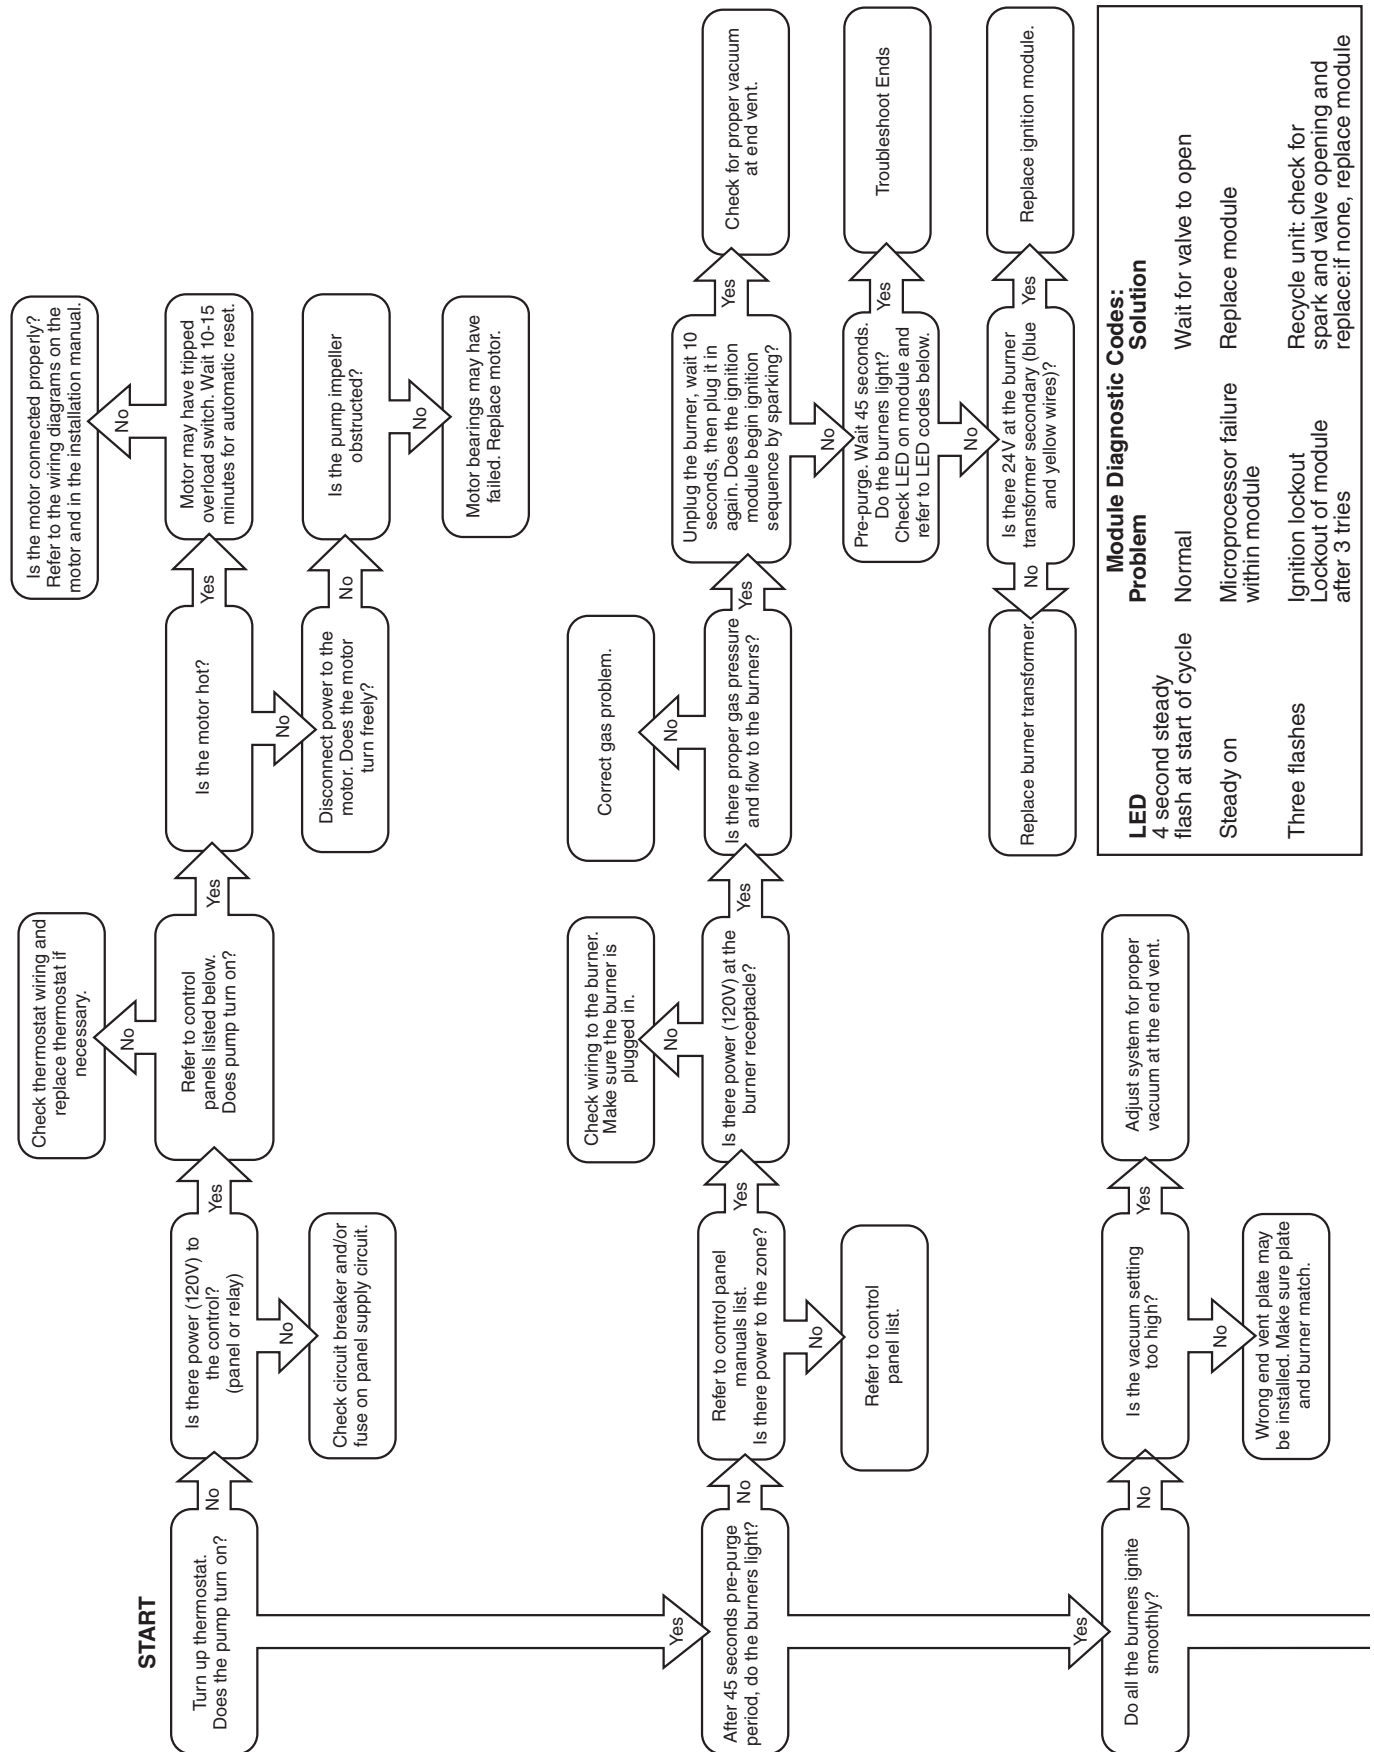 START
Turn up thermostat.
Does the pump turn on?
No
Is there power (120V) to
the control?
(panel or relay)
No
Check circuit breaker and/or
fuse on panel supply circuit.
Yes
Refer to control
panels listed below.
Does pump turn on?
No
Check thermostat wiring and
replace thermostat if
necessary.
Yes
Is the motor hot?
Yes
Motor may have tripped
overload switch. Wait 10-15
minutes for automatic reset.
No
Is the motor connected properly?
Refer to the wiring diagrams on the
motor and in the installation manual.
No
Disconnect power to the
motor. Does the motor
turn freely?
No
Is the pump impeller
obstructed?
No
Motor bearings may have
failed. Replace motor.
Yes
After 45 seconds pre-purge
period, do the burners light?
No
Refer to control panel
manuals list.
Is there power to the zone?
No
Refer to control
panel list.
Yes
Is there power (120V) at the
burner receptacle?
No
Check wiring to the burner.
Make sure the burner is
plugged in.
Yes
Is there proper gas pressure
and flow to the burners?
No
Correct gas problem.
Yes
Unplug the burner, wait 10
seconds, then plug it in
again. Does the ignition
module begin ignition
sequence by sparking?
Yes
Check for proper vacuum
at end vent.
No
Pre-purge. Wait 45 seconds.
Do the burners light?
Check LED on module and
refer to LED codes below.
Yes
Troubleshoot Ends
No
Is there 24V at the burner
transformer secondary (blue
and yellow wires)?
Yes
Replace ignition module.
No
Replace burner transformer.
Yes
Do all the burners ignite
smoothly?
No
Is the vacuum setting
too high?
Yes
Adjust system for proper
vacuum at the end vent.
No
Wrong end vent plate may
be installed. Make sure plate
and burner match.
Module Diagnostic Codes:
LED Problem Solution
4 second steady
flash at start of cycle Normal Wait for valve to open
Steady on Microprocessor failure Replace module
within module
Three flashes Ignition lockout Recycle unit: check for
Lockout of module spark and valve opening and
after 3 tries replace:if none, replace module